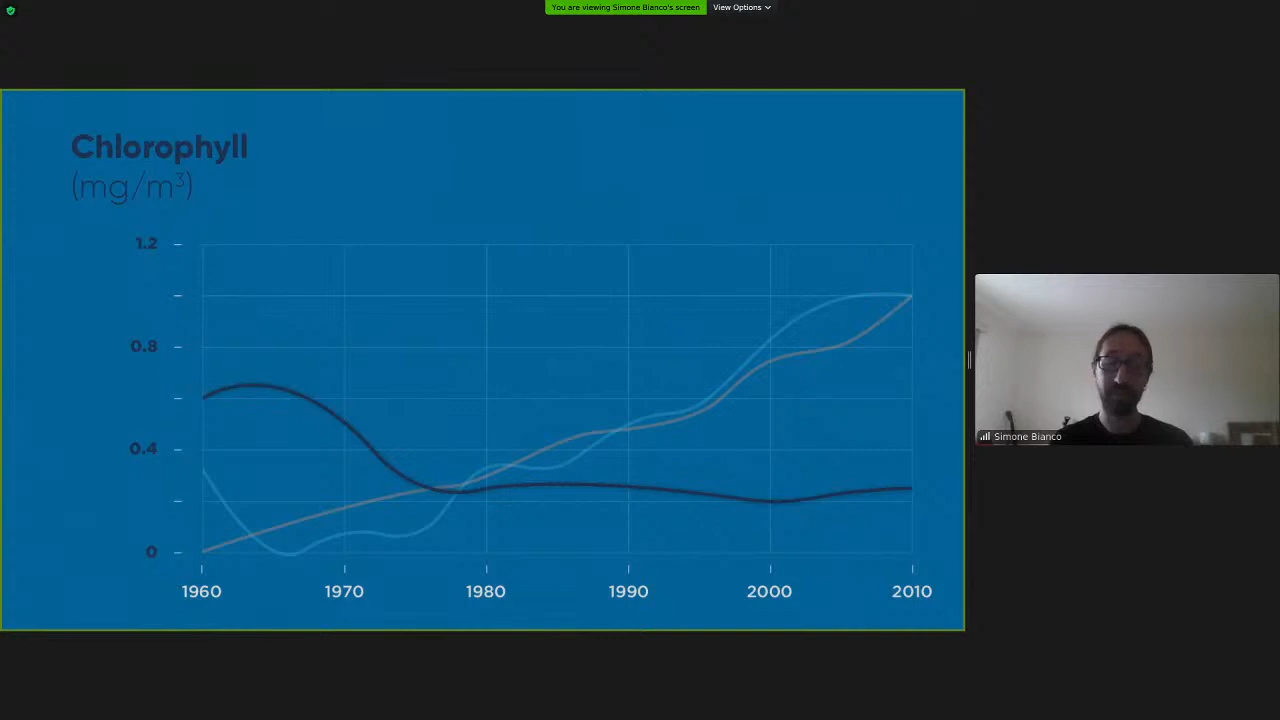 You are viewing Simone Bianco's screen View Options
Chlorophyll
(mg/m³)
1.2
0.8
0.4
0
1960 1970 1980 1990 2000 2010
Simone Bianco